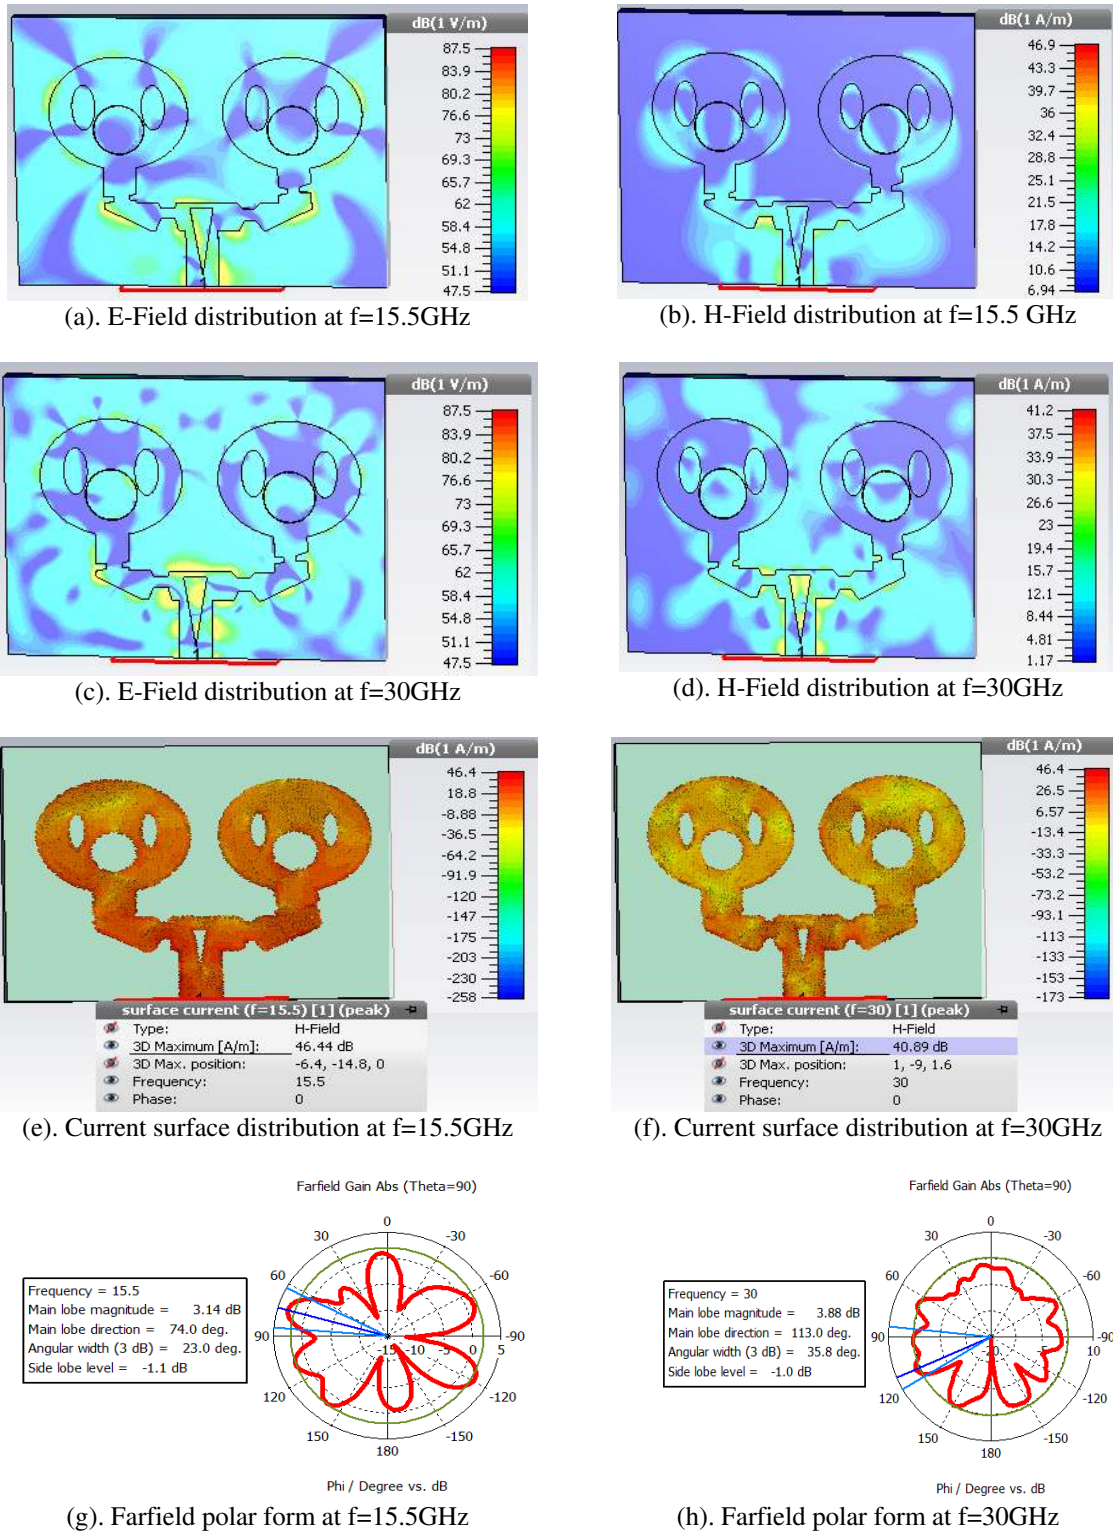 dB(1 V/m)
87.5
83.9
80.2
76.6
73
69.3
65.7
62
58.4
54.8
51.1
47.5
1
(a). E-Field distribution at f=15.5GHz
dB(1 A/m)
46.9
43.3
39.7
36
32.4
28.8
25.1
21.5
17.8
14.2
10.6
6.94
1
(b). H-Field distribution at f=15.5 GHz
dB(1 V/m)
87.5
83.9
80.2
76.6
73
69.3
65.7
62
58.4
54.8
51.1
47.5
1
(c). E-Field distribution at f=30GHz
dB(1 A/m)
41.2
37.5
33.9
30.3
26.6
23
19.4
15.7
12.1
8.44
4.81
1.17
1
(d). H-Field distribution at f=30GHz
dB(1 A/m)
46.4
18.8
-8.88
-36.5
-64.2
-91.9
-120
-147
-175
-203
-230
-258
surface current (f=15.5) [1] (peak)
Type: H-Field
3D Maximum [A/m]: 46.44 dB
3D Max. position: -6.4, -14.8, 0
Frequency: 15.5
Phase: 0
(e). Current surface distribution at f=15.5GHz
dB(1 A/m)
46.4
26.5
6.57
-13.4
-33.3
-53.2
-73.2
-93.1
-113
-133
-153
-173
surface current (f=30) [1] (peak)
Type: H-Field
3D Maximum [A/m]: 40.89 dB
3D Max. position: 1, -9, 1.6
Frequency: 30
Phase: 0
(f). Current surface distribution at f=30GHz
Farfield Gain Abs (Theta=90)
0
30 -30
60 -60
90 -15 -10 -5 0 5 -90
120 -120
150 -150
180
Frequency = 15.5
Main lobe magnitude = 3.14 dB
Main lobe direction = 74.0 deg.
Angular width (3 dB) = 23.0 deg.
Side lobe level = -1.1 dB
Phi / Degree vs. dB
(g). Farfield polar form at f=15.5GHz
Farfield Gain Abs (Theta=90)
0
30 -30
60 -60
90 -20 -10 0 10 -90
120 -120
150 -150
180
Frequency = 30
Main lobe magnitude = 3.88 dB
Main lobe direction = 113.0 deg.
Angular width (3 dB) = 35.8 deg.
Side lobe level = -1.0 dB
Phi / Degree vs. dB
(h). Farfield polar form at f=30GHz